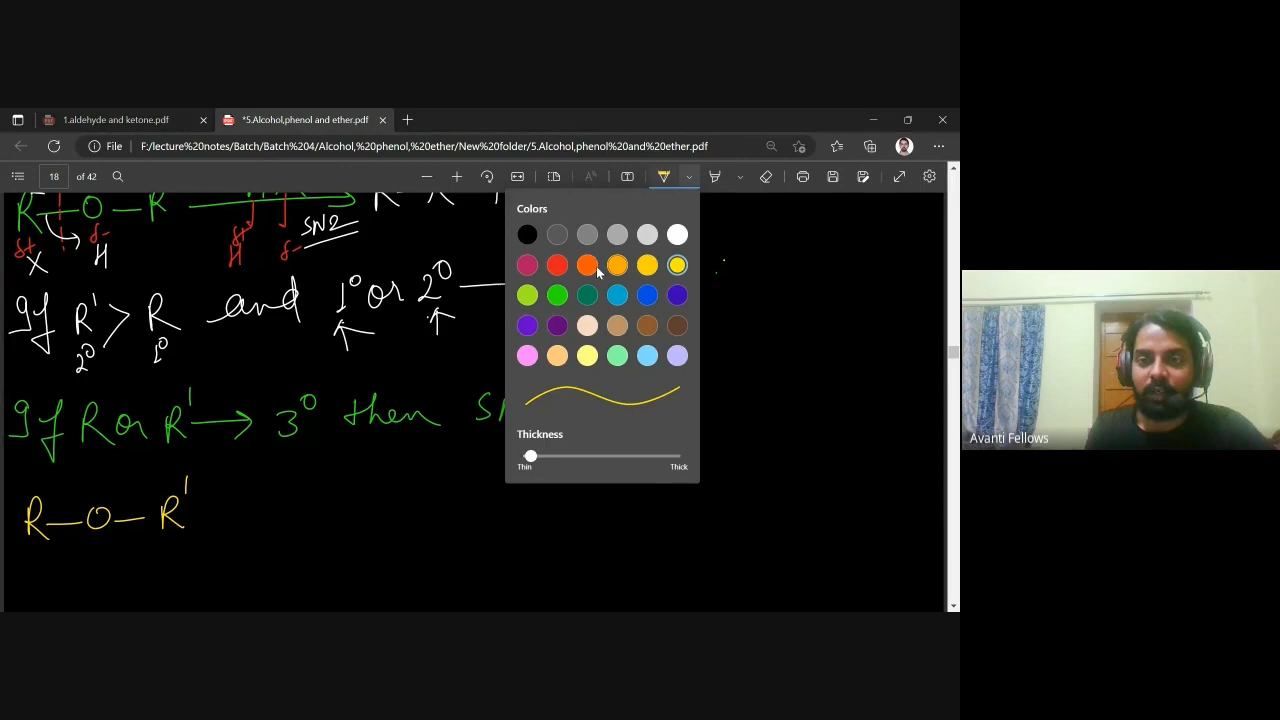 1.aldehyde and ketone.pdf
*5.Alcohol,phenol and ether.pdf
File F:/lecture%20notes/Batch/Batch%204/Alcohol,%20phenol,%20ether/New%20folder/5.Alcohol,phenol%20and%20ether.pdf
18 of 42
R—O—R
SN2
δ+ δ- δ+ δ-
X H H
If R' > R and 1° or 2°
2° 1°
If R or R' → 3° then
R—O—R'
Colors
Thickness
Thin Thick
Avanti Fellows